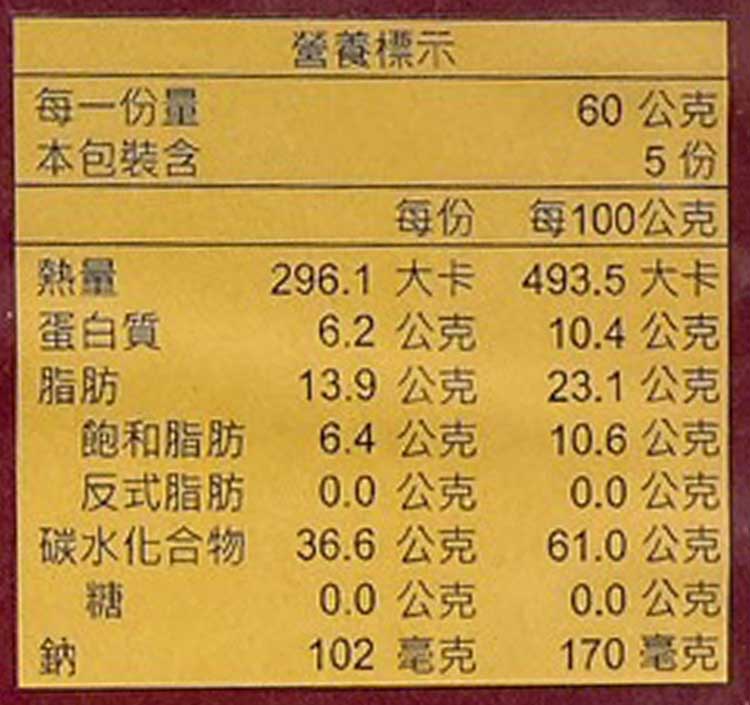 營養標示
每一份量 60 公克
本包裝含 5 份
每份 每100公克
熱量 296.1 大卡 493.5 大卡
蛋白質 6.2 公克 10.4 公克
脂肪 13.9 公克 23.1 公克
飽和脂肪 6.4 公克 10.6 公克
反式脂肪 0.0 公克 0.0 公克
碳水化合物 36.6 公克 61.0 公克
糖 0.0 公克 0.0 公克
鈉 102 毫克 170 毫克